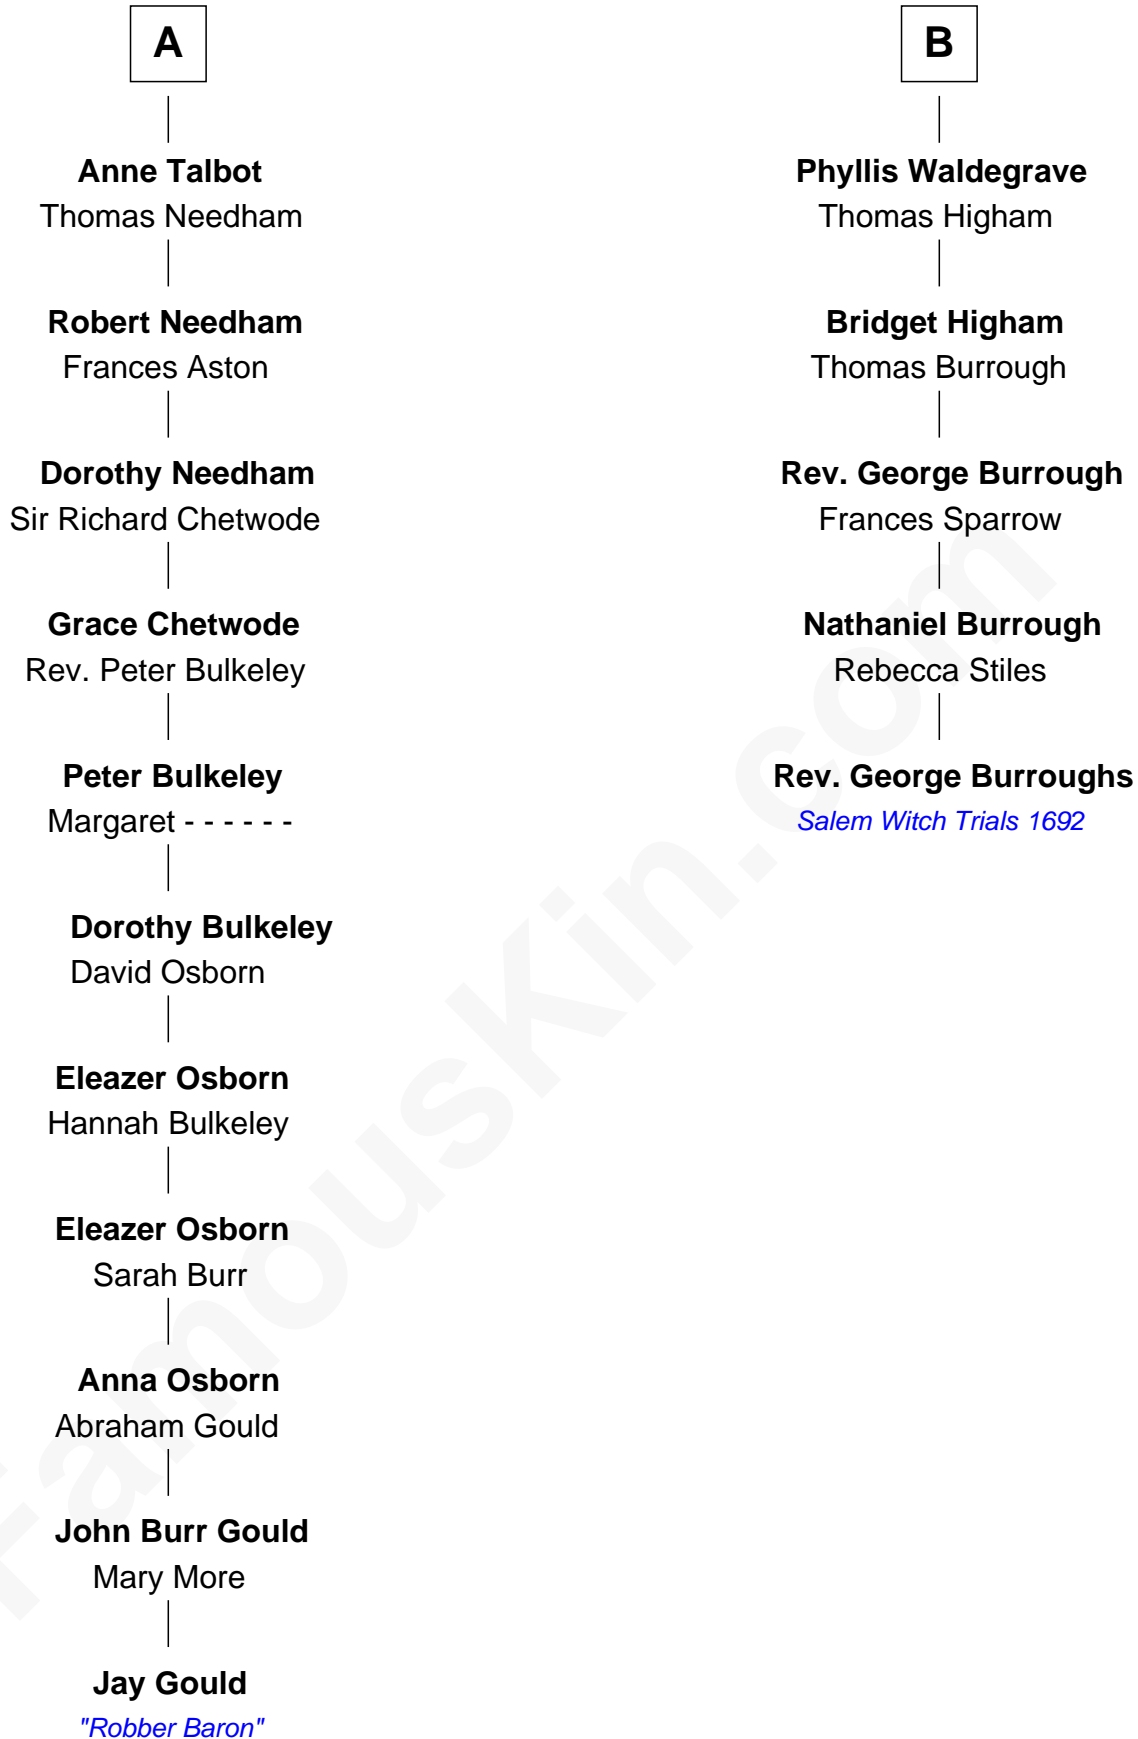 A
Anne Talbot
Thomas Needham
Robert Needham
Frances Aston
Dorothy Needham
Sir Richard Chetwode
Grace Chetwode
Rev. Peter Bulkeley
Peter Bulkeley
Margaret - - - - - -
Dorothy Bulkeley
David Osborn
Eleazer Osborn
Hannah Bulkeley
Eleazer Osborn
Sarah Burr
Anna Osborn
Abraham Gould
John Burr Gould
Mary More
Jay Gould
"Robber Baron"
B
Phyllis Waldegrave
Thomas Higham
Bridget Higham
Thomas Burrough
Rev. George Burrough
Frances Sparrow
Nathaniel Burrough
Rebecca Stiles
Rev. George Burroughs
Salem Witch Trials 1692
FamousKin.com